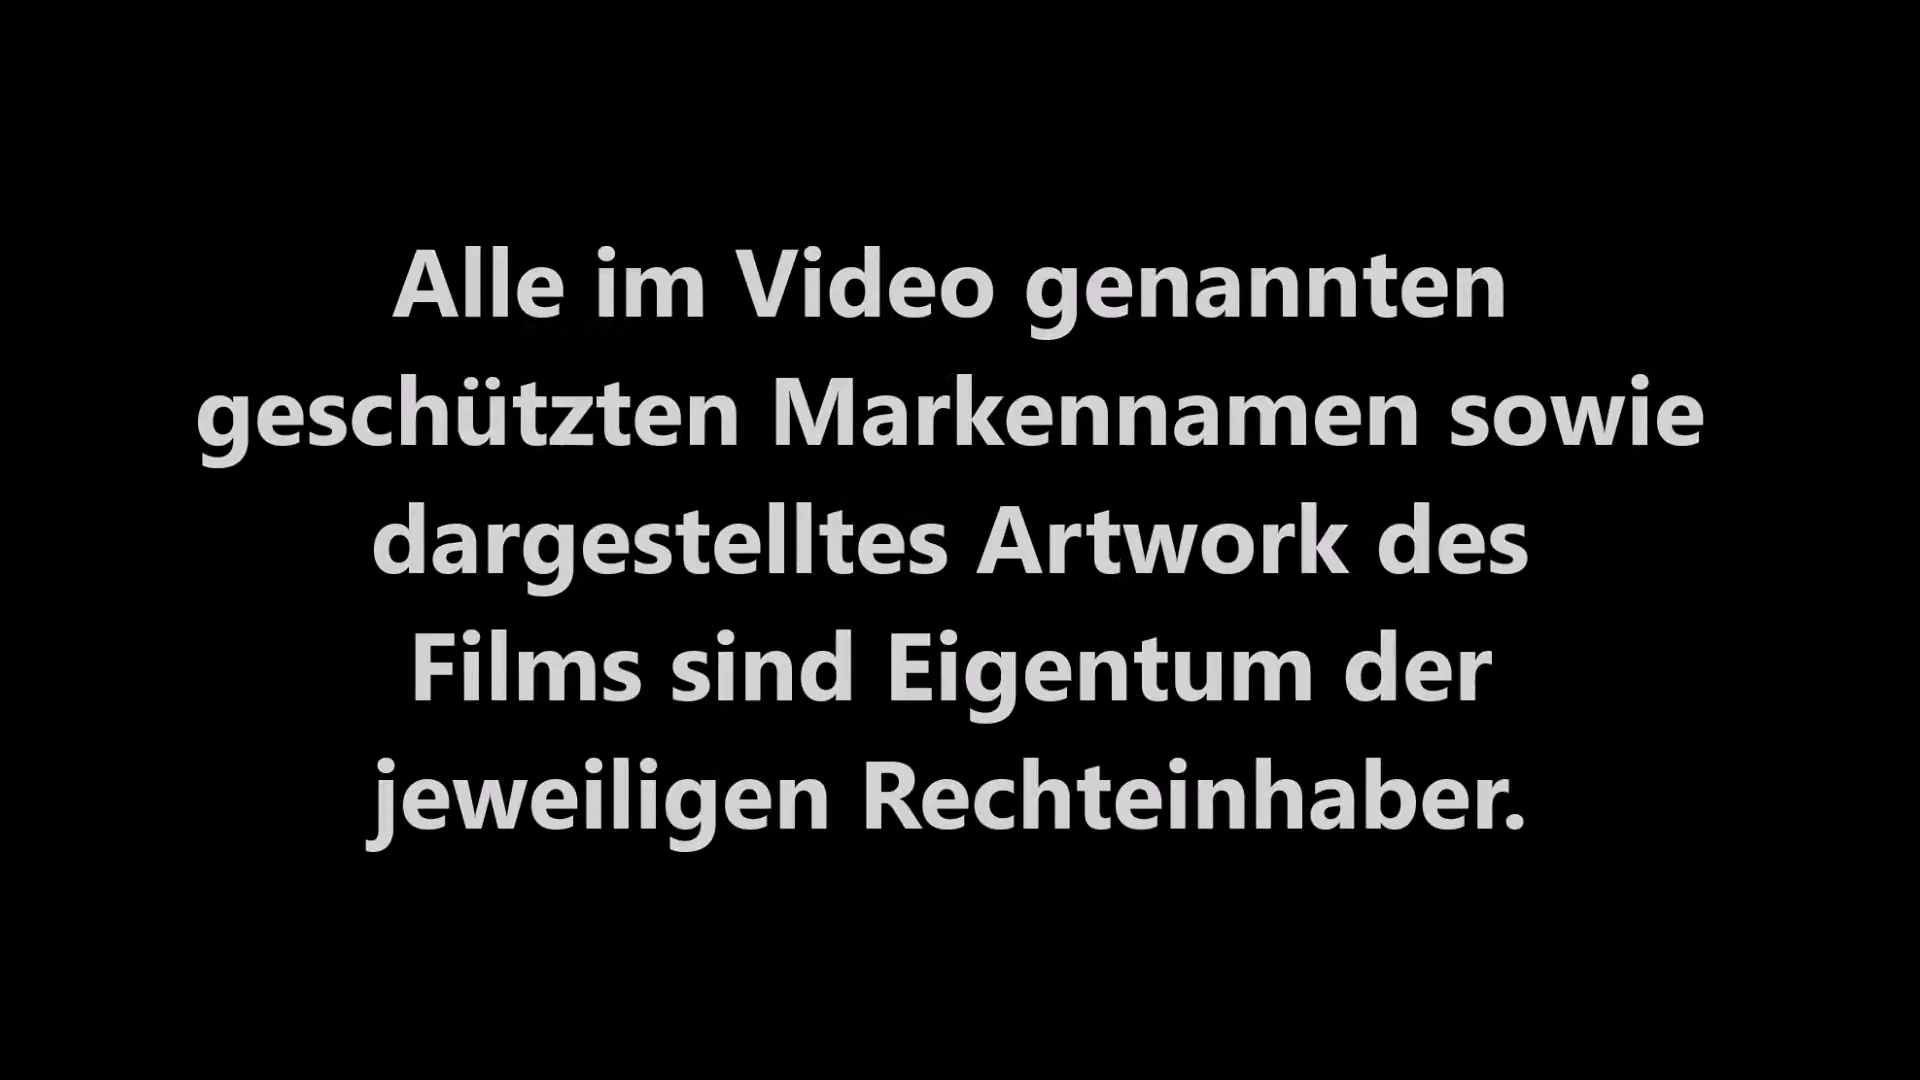 Alle im Video genannten
geschützten Markennamen sowie
dargestelltes Artwork des
Films sind Eigentum der
jeweiligen Rechteinhaber.